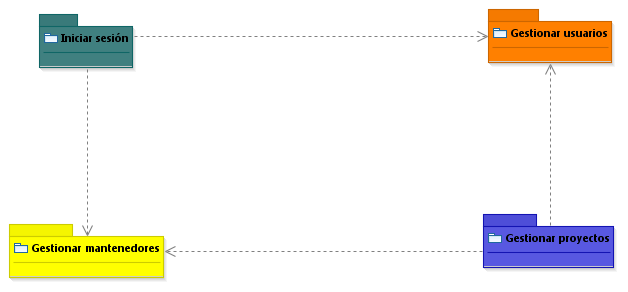 Iniciar sesión
Gestionar usuarios
Gestionar mantenedores
Gestionar proyectos